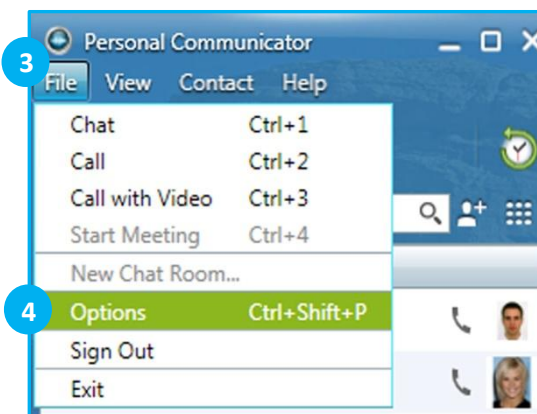 Personal Communicator
3
File View Contact Help
Chat Ctrl+1
Call Ctrl+2
Call with Video Ctrl+3
Start Meeting Ctrl+4
New Chat Room...
4 Options Ctrl+Shift+P
Sign Out
Exit